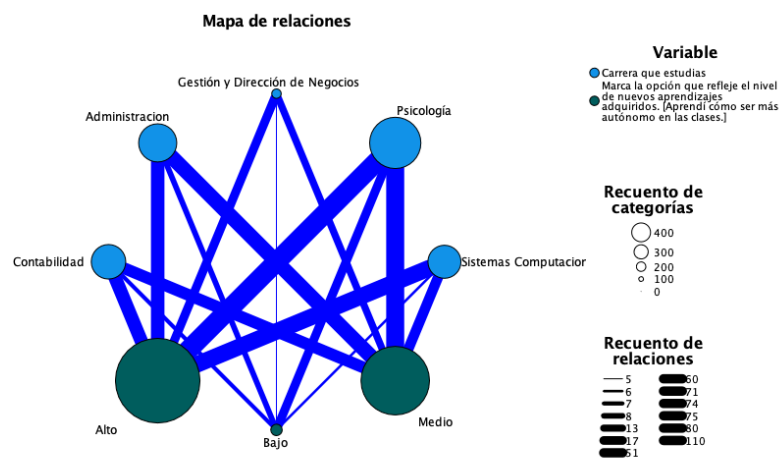 Mapa de relaciones
Gestión y Dirección de Negocios
Administracion
Psicología
Contabilidad
Sistemas Computacior
Alto
Bajo
Medio
Variable
Carrera que estudias
Marca la opción que refleje el nivel
de nuevos aprendizajes
adquiridos. [Aprendí cómo ser más
autónomo en las clases.]
Recuento de
categorías
400
300
200
100
0
Recuento de
relaciones
5
6
7
8
13
17
51
60
71
74
75
80
110